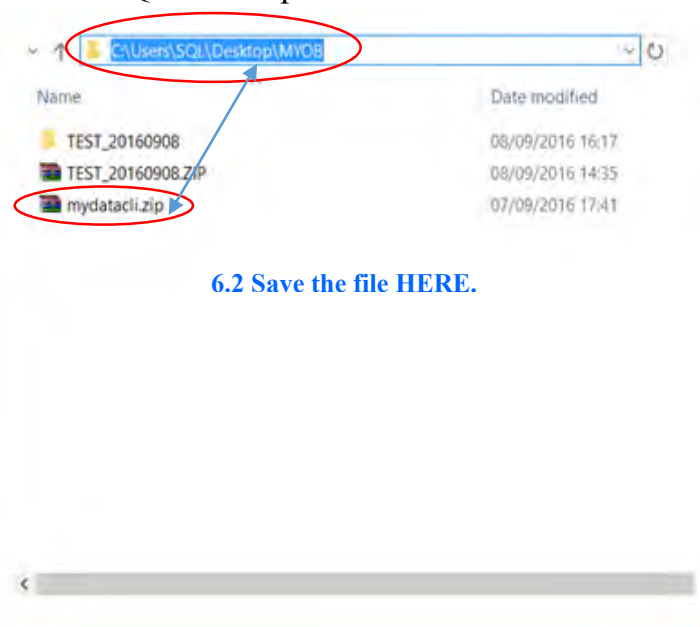 C:\Users\SQL\Desktop\MYOB
Name Date modified
TEST_20160908 08/09/2016 16:17
TEST_20160908.ZIP 08/09/2016 14:35
mydatacli.zip 07/09/2016 17:41
6.2 Save the file HERE.